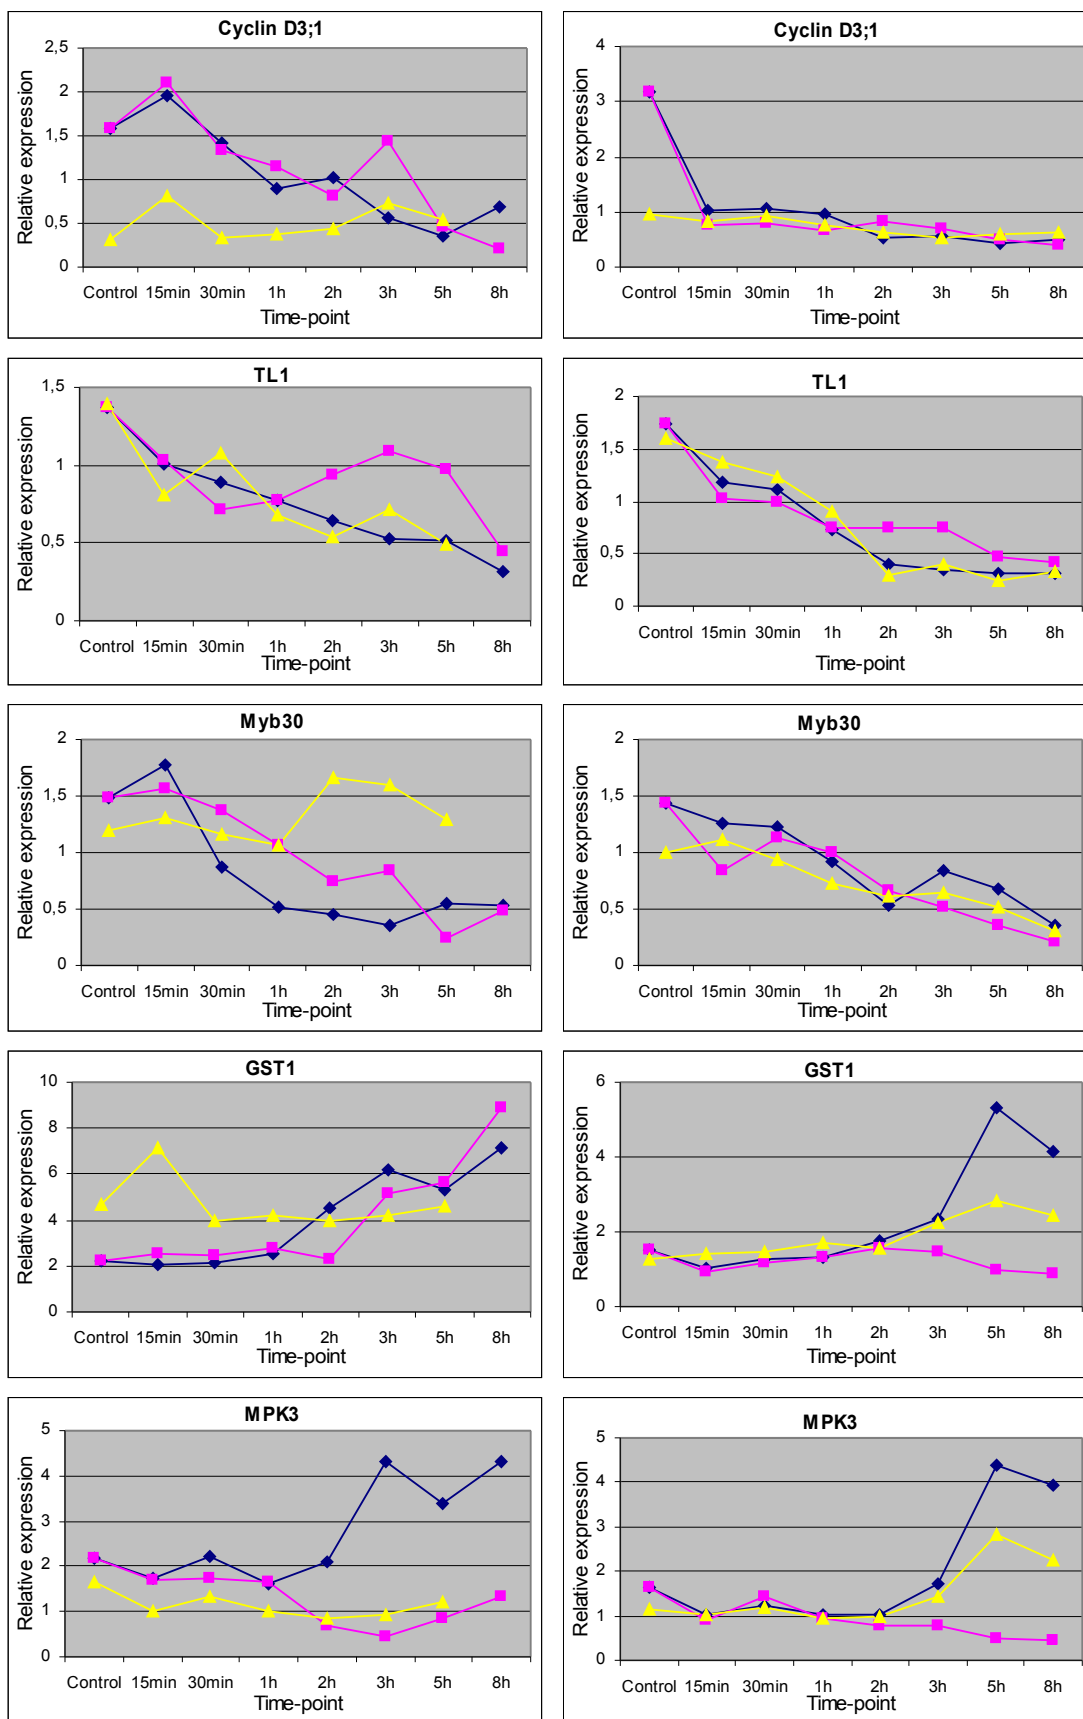 Cyclin D3;1
Relative expression
2,5
2
1,5
1
0,5
0
Control 15min 30min 1h 2h 3h 5h 8h
Time-point
Cyclin D3;1
Relative expression
4
3
2
1
0
Control 15min 30min 1h 2h 3h 5h 8h
Time-point
TL1
Relative expression
1,5
1
0,5
0
Control 15min 30min 1h 2h 3h 5h 8h
Time-point
TL1
Relative expression
2
1,5
1
0,5
0
Control 15min 30min 1h 2h 3h 5h 8h
Time-point
Myb30
Relative expression
2
1,5
1
0,5
0
Control 15min 30min 1h 2h 3h 5h 8h
Time-point
Myb30
Relative expression
2
1,5
1
0,5
0
Control 15min 30min 1h 2h 3h 5h 8h
Time-point
GST1
Relative expression
10
8
6
4
2
0
Control 15min 30min 1h 2h 3h 5h 8h
Time-point
GST1
Relative expression
6
4
2
0
Control 15min 30min 1h 2h 3h 5h 8h
Time-point
MPK3
Relative expression
5
4
3
2
1
0
Control 15min 30min 1h 2h 3h 5h 8h
Time-point
MPK3
Relative expression
5
4
3
2
1
0
Control 15min 30min 1h 2h 3h 5h 8h
Time-point